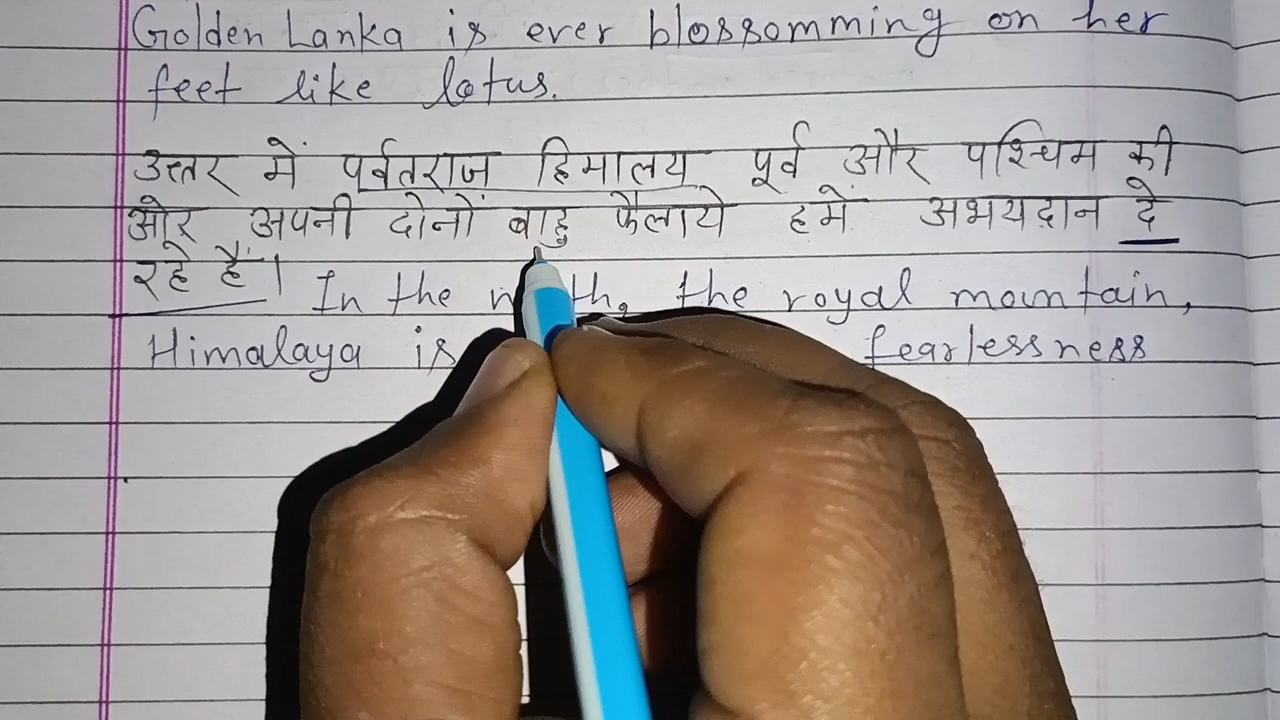 Golden Lanka is ever blossomming on her
feet like lotus.
उत्तर में पर्वतराज हिमालय पूर्व और पश्चिम की
ओर अपनी दोनों बाहु फैलाये हमें अभयदान दे
रहे हैं। In the the royal mountain,
Himalaya is fearlessness